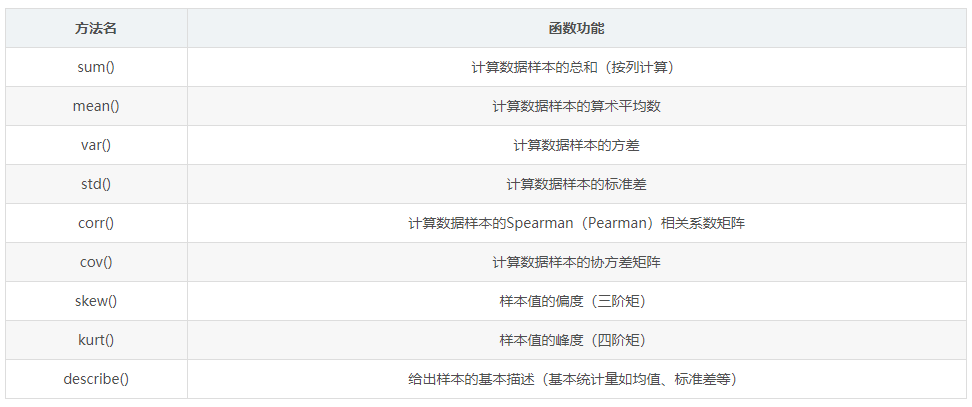 方法名 函数功能
sum() 计算数据样本的总和（按列计算）
mean() 计算数据样本的算术平均数
var() 计算数据样本的方差
std() 计算数据样本的标准差
corr() 计算数据样本的Spearman（Pearman）相关系数矩阵
cov() 计算数据样本的协方差矩阵
skew() 样本值的偏度（三阶矩）
kurt() 样本值的峰度（四阶矩）
describe() 给出样本的基本描述（基本统计量如均值、标准差等）